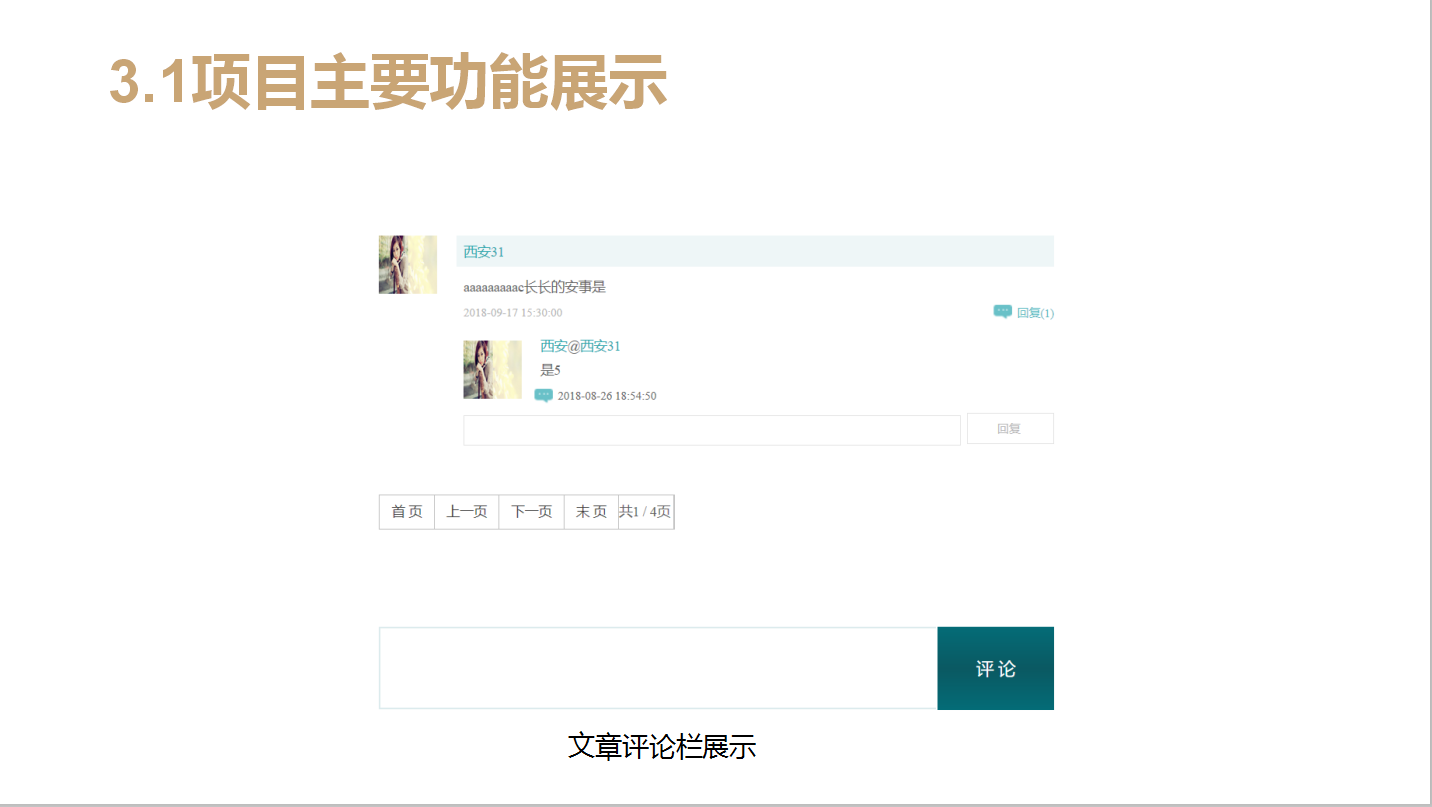 3.1项目主要功能展示
西安31
aaaaaaaaac长长的安事是
2018-09-17 15:30:00
回复(1)
西安@西安31
是5
2018-08-26 18:54:50
回复
首 页 上一页 下一页 末 页 共1 / 4页
评 论
文章评论栏展示